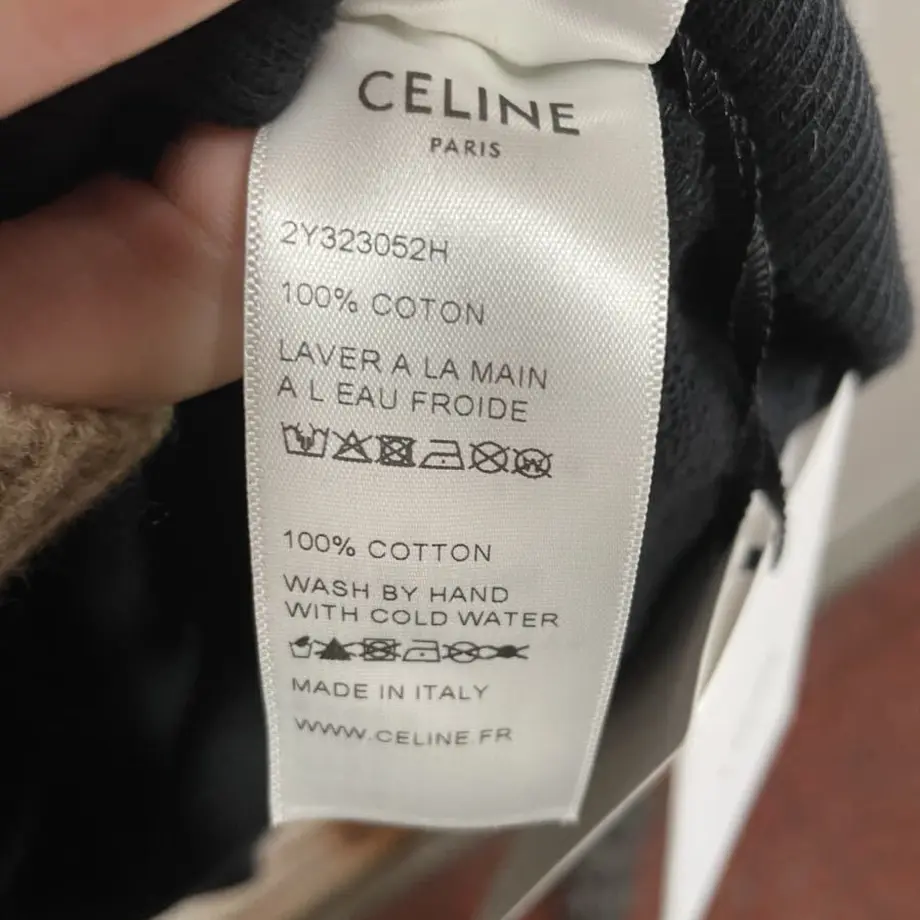 CELINE
PARIS
2Y323052H
100% COTON
LAVER A LA MAIN
A L EAU FROIDE
100% COTTON
WASH BY HAND
WITH COLD WATER
MADE IN ITALY
WWW.CELINE.FR